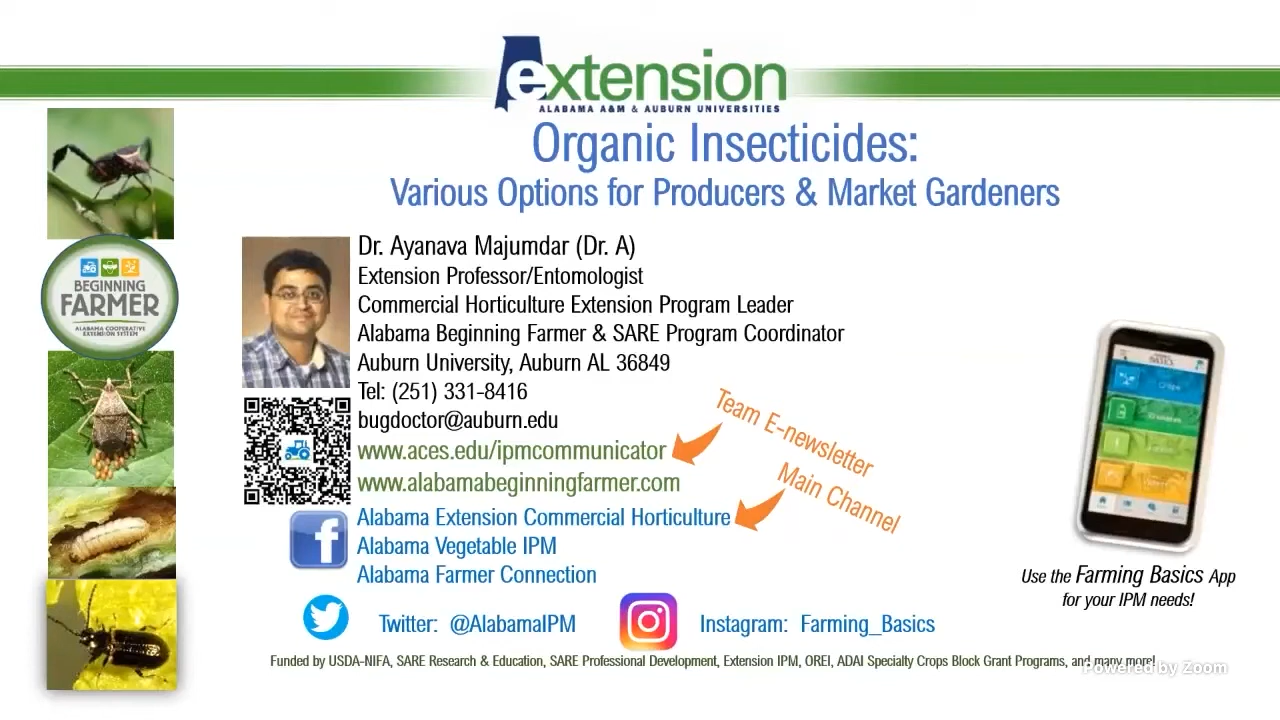 extension
ALABAMA A&M & AUBURN UNIVERSITIES
Organic Insecticides:
Various Options for Producers & Market Gardeners
Dr. Ayanava Majumdar (Dr. A)
Extension Professor/Entomologist
Commercial Horticulture Extension Program Leader
Alabama Beginning Farmer & SARE Program Coordinator
Auburn University, Auburn AL 36849
Tel: (251) 331-8416
bugdoctor@auburn.edu
www.aces.edu/ipmcommunicator
Team E-newsletter
www.alabamabeginningfarmer.com
Main Channel
Alabama Extension Commercial Horticulture
Alabama Vegetable IPM
Alabama Farmer Connection
Twitter: @AlabamaIPM
Instagram: Farming_Basics
BEGINNING
FARMER
ALABAMA COOPERATIVE
EXTENSION SYSTEM
BASICS
Use the Farming Basics App
for your IPM needs!
Funded by USDA-NIFA, SARE Research & Education, SARE Professional Development, Extension IPM, OREI, ADAI Specialty Crops Block Grant Programs, and many more!
Powered by Zoom